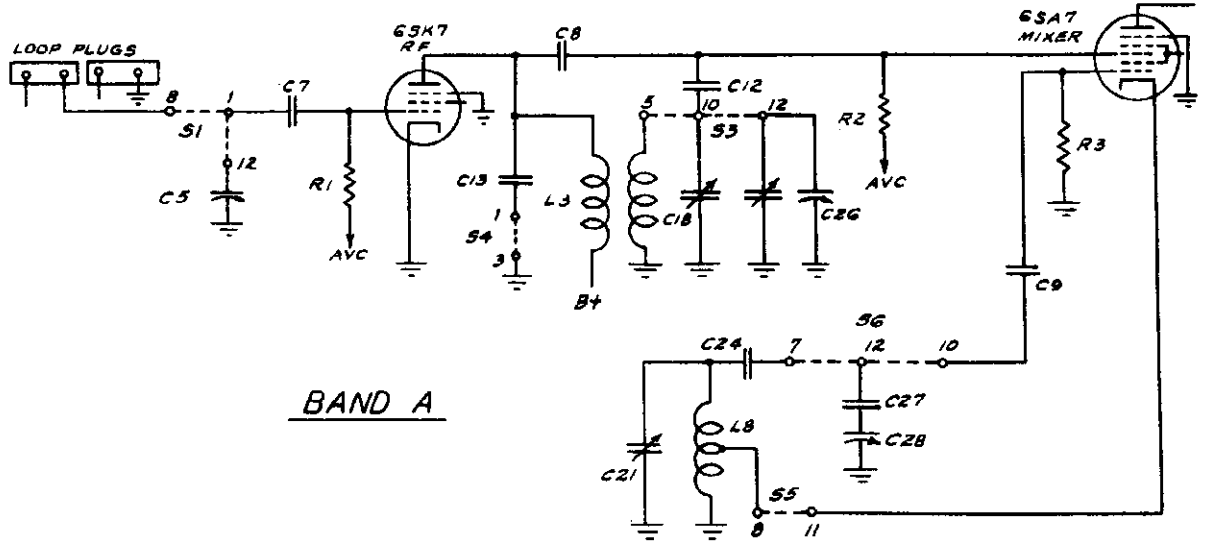 LOOP PLUGS
8
S1
1
12
C5
C7
R1
AVC
6SK7
RF
C8
C13
1
S4
3
L3
B+
5
10
S3
12
C12
C18
C26
R2
AVC
6SA7
MIXER
R3
C9
C24
7
S6
12
10
C27
C28
C21
L8
S5
8
11
BAND A